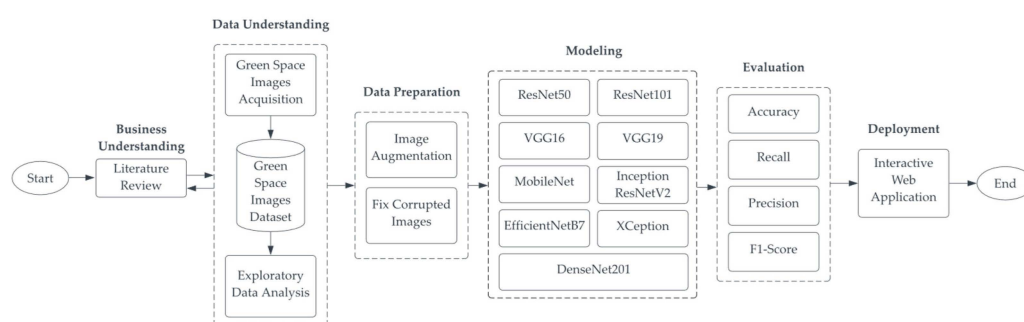 Start
Business
Understanding
Literature
Review
Data Understanding
Green Space
Images
Acquisition
Green
Space
Images
Dataset
Exploratory
Data Analysis
Data Preparation
Image
Augmentation
Fix Corrupted
Images
Modeling
ResNet50
ResNet101
VGG16
VGG19
MobileNet
Inception
ResNetV2
EfficientNetB7
XCeption
DenseNet201
Evaluation
Accuracy
Recall
Precision
F1-Score
Deployment
Interactive
Web
Application
End